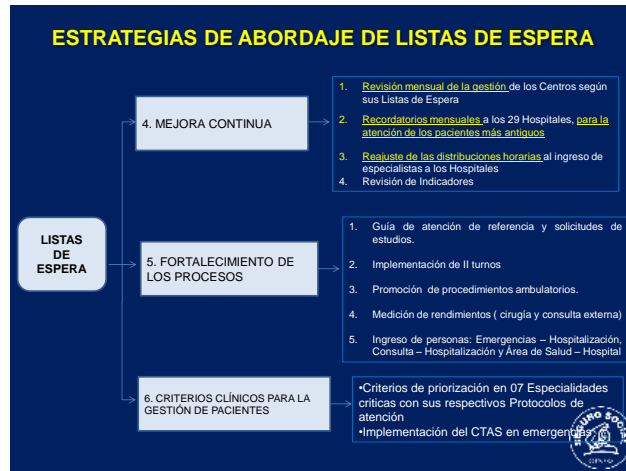 ESTRATEGIAS DE ABORDAJE DE LISTAS DE ESPERA
LISTAS
DE
ESPERA
4. MEJORA CONTINUA
1. Revisión mensual de la gestión de los Centros según
sus Listas de Espera
2. Recordatorios mensuales a los 29 Hospitales, para la
atención de los pacientes más antiguos
3. Reajuste de las distribuciones horarias al ingreso de
especialistas a los Hospitales
4. Revisión de Indicadores
5. FORTALECIMIENTO DE
LOS PROCESOS
1. Guía de atención de referencia y solicitudes de
estudios.
2. Implementación de II turnos
3. Promoción de procedimientos ambulatorios.
4. Medición de rendimientos ( cirugía y consulta externa)
5. Ingreso de personas: Emergencias – Hospitalización,
Consulta – Hospitalización y Área de Salud – Hospital
6. CRITERIOS CLÍNICOS PARA LA
GESTIÓN DE PACIENTES
•Criterios de priorización en 07 Especialidades
criticas con sus respectivos Protocolos de
atención
•Implementación del CTAS en emergencias
SEGURO SOCIAL